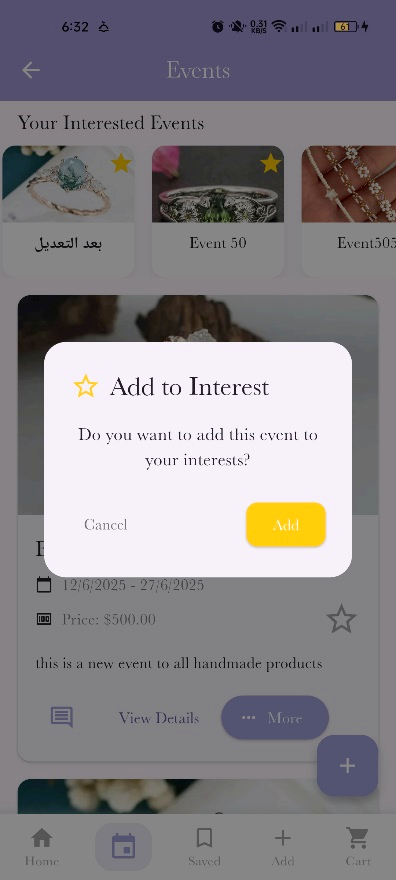 6:32
0.31
KB/S
61
Events
Your Interested Events
بعد التعديل
Event 50
Event505
Add to Interest
Do you want to add this event to
your interests?
Cancel
Add
12/6/2025 - 27/6/2025
Price: $500.00
this is a new event to all handmade products
View Details
More
Home
Saved
Add
Cart